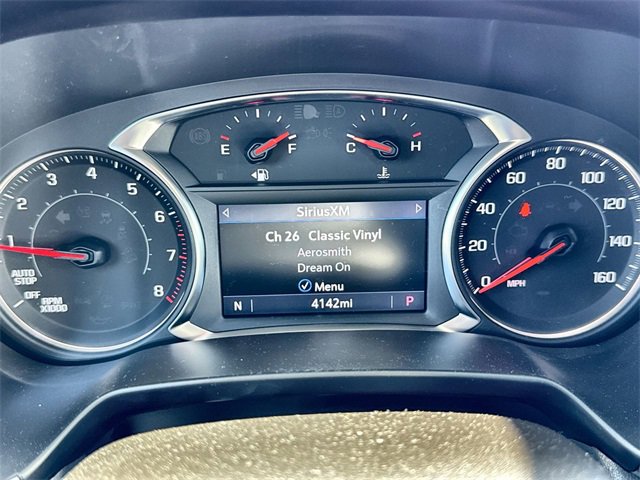 E F
C H
1 2 3 4 5 6 7 8
AUTO
STOP
OFF
RPM
X1000
SiriusXM
Ch 26 Classic Vinyl
Aerosmith
Dream On
Menu
N 4142mi P
0 20 40 60 80 100 120 140 160
MPH